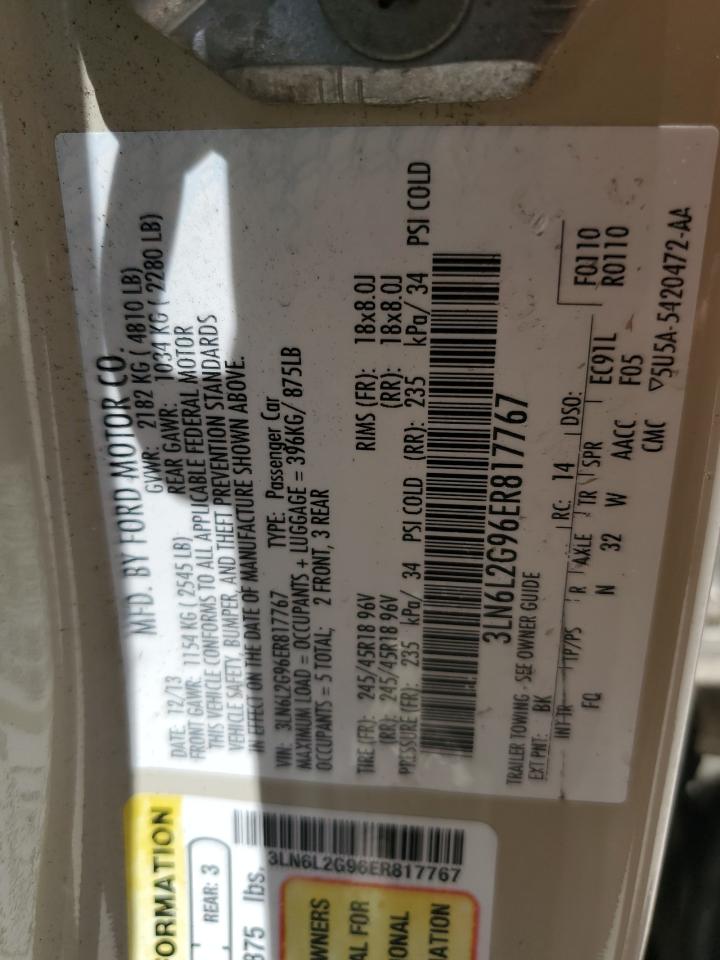 MFD. BY FORD MOTOR CO.
DATE: 12/13 GVWR: 2182 KG ( 4810 LB)
FRONT GAWR: 1154 KG ( 2545 LB) REAR GAWR: 1034 KG ( 2280 LB)
THIS VEHICLE CONFORMS TO ALL APPLICABLE FEDERAL MOTOR
VEHICLE SAFETY, BUMPER, AND THEFT PREVENTION STANDARDS
IN EFFECT ON THE DATE OF MANUFACTURE SHOWN ABOVE.
VIN: 3LN6L2G96ER817767 TYPE: Passenger Car
MAXIMUM LOAD = OCCUPANTS + LUGGAGE = 396KG/ 875LB
OCCUPANTS = 5 TOTAL; 2 FRONT, 3 REAR
TIRE (FR): 245/45R18 96V RIMS (FR): 18x8.0J
(RR): 245/45R18 96V (RR): 18x8.0J
PRESSURE (FR): 235 kPa/ 34 PSI COLD (RR): 235 kPa/ 34 PSI COLD
3LN6L2G96ER817767
TRAILER TOWING - SEE OWNER GUIDE
EXT PNT: BK RC: 14 DSO: F0110
R0110
INT TR TP/PS R AXLE TR SPR EC91L
FQ N 32 W AACC F05
CMC
▽5U5A-5420472-AA
ORMATION
REAR: 3
875 lbs.
3LN6L2G96ER817767
WNERS
AL FOR
ONAL
ATION